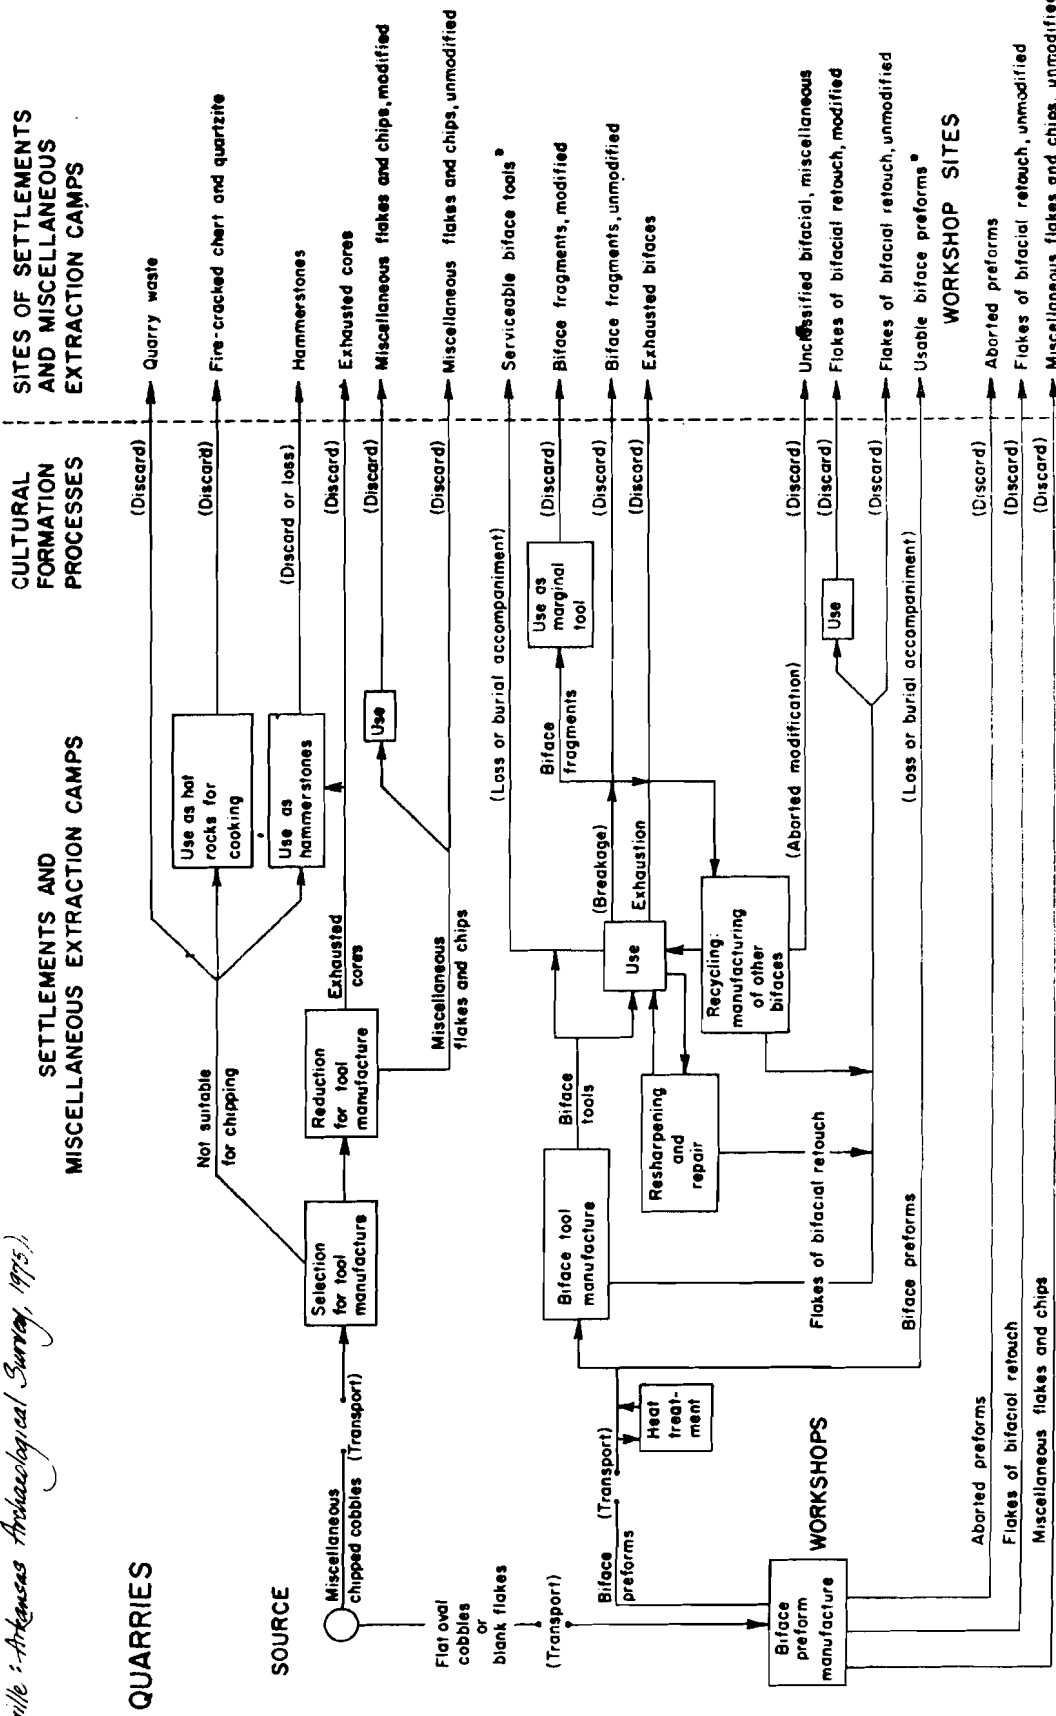 ville : Arkansas Archaeological Survey, 1975),
QUARRIES
SETTLEMENTS AND
MISCELLANEOUS EXTRACTION CAMPS
CULTURAL
FORMATION
PROCESSES
SITES OF SETTLEMENTS
AND MISCELLANEOUS
EXTRACTION CAMPS
SOURCE
Miscellaneous
chipped cobbles
(Transport)
Selection
for tool
manufacture
Not suitable
for chipping
Reduction
for tool
manufacture
Exhausted
cores
Miscellaneous
flakes and chips
Use as hot
rocks for
cooking
Use as
hammerstones
Use
(Discard)
Quarry waste
(Discard)
Fire-cracked chert and quartzite
(Discard or loss)
Hammerstones
(Discard)
Exhausted cores
(Discard)
Miscellaneous flakes and chips, modified
(Discard)
Miscellaneous flakes and chips, unmodified
Flat oval
cobbles
or
blank flakes
(Transport)
Biface
preforms
(Transport)
Heat
treat-
ment
Biface tool
manufacture
Biface
tools
Resharpening
and
repair
Use
Recycling:
manufacturing
of other
bifaces
(Breakage)
Exhaustion
Biface
fragments
Use as
marginal
tool
(Loss or burial accompaniment)
Serviceable biface tools a
(Discard)
Biface fragments, modified
(Discard)
Biface fragments, unmodified
(Discard)
Exhausted bifaces
(Aborted modification)
(Discard)
Unclassified bifacial, miscellaneous
Flakes of bifacial retouch
Use
(Discard)
Flakes of bifacial retouch, modified
(Discard)
Flakes of bifacial retouch, unmodified
Biface preforms
(Loss or burial accompaniment)
Usable biface preforms a
WORKSHOPS
WORKSHOP SITES
Biface
preform
manufacture
Aborted preforms
(Discard)
Aborted preforms
Flakes of bifacial retouch
(Discard)
Flakes of bifacial retouch, unmodified
Miscellaneous flakes and chips
(Discard)
Miscellaneous flakes and chips, unmodified